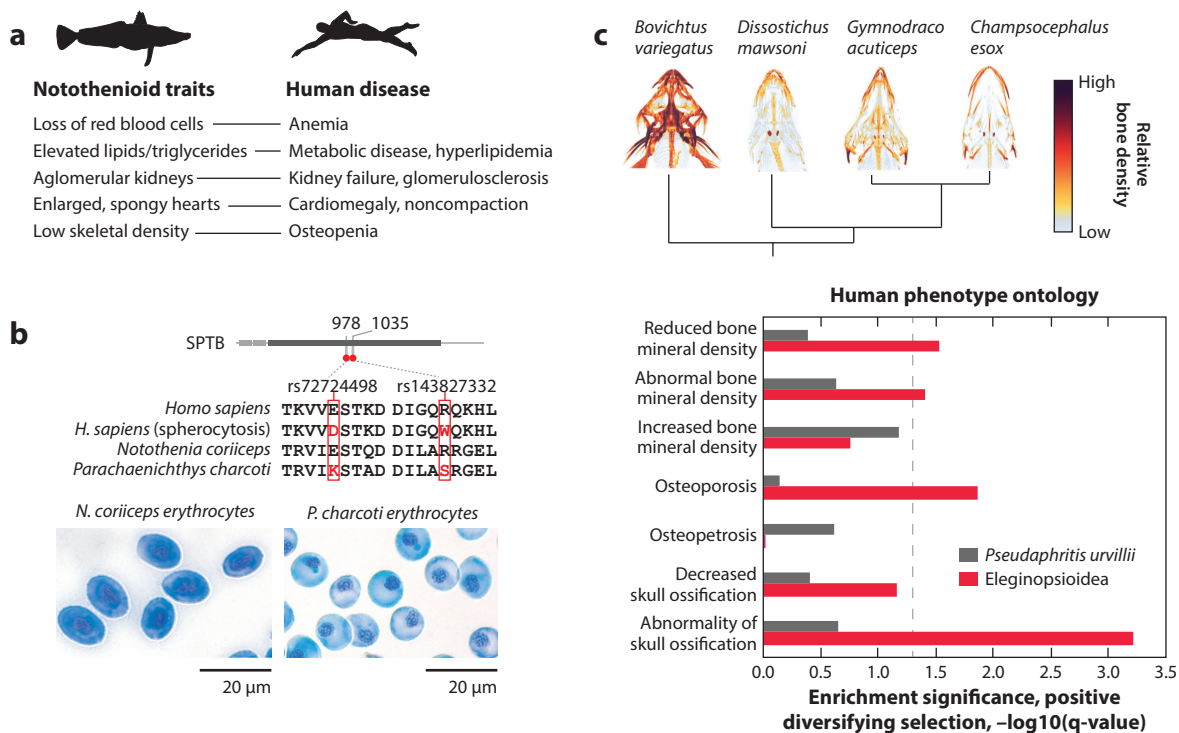 a
Notothenioid traits Human disease
Loss of red blood cells Anemia
Elevated lipids/triglycerides Metabolic disease, hyperlipidemia
Aglomerular kidneys Kidney failure, glomerulosclerosis
Enlarged, spongy hearts Cardiomegaly, noncompaction
Low skeletal density Osteopenia
b
978 1035
SPTB
rs72724498 rs143827332
Homo sapiens TKVVESTKD DIGQRQKHL
H. sapiens (spherocytosis) TKVVDSTKD DIGQWQKHL
Notothenia coriiceps TRVIESTQD DILARRGEL
Parachaenichthys charcoti TRVIKSTAD DILASRGEL
N. coriiceps erythrocytes P. charcoti erythrocytes
20 μm 20 μm
c
Bovichtus
variegatus
Dissostichus
mawsoni
Gymnodraco
acuticeps
Champsocephalus
esox
High
Relative
bone density
Low
Human phenotype ontology
Reduced bone
mineral density
Abnormal bone
mineral density
Increased bone
mineral density
Osteoporosis
Osteopetrosis
Decreased
skull ossification
Abnormality of
skull ossification
Pseudaphritis urvillii
Eleginopsioidea
0.0 0.5 1.0 1.5 2.0 2.5 3.0 3.5
Enrichment significance, positive
diversifying selection, –log10(q-value)